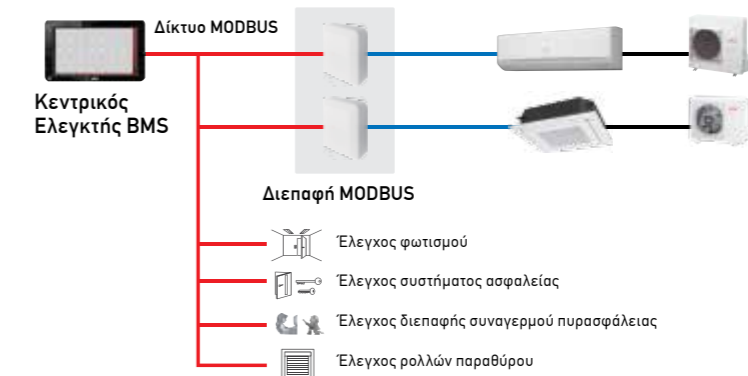 Δίκτυο MODBUS
Κεντρικός
Ελεγκτής BMS
Διεπαφή MODBUS
Έλεγχος φωτισμού
Έλεγχος συστήματος ασφαλείας
Έλεγχος διεπαφής συναγερμού πυρασφάλειας
Έλεγχος ρολλών παραθύρου